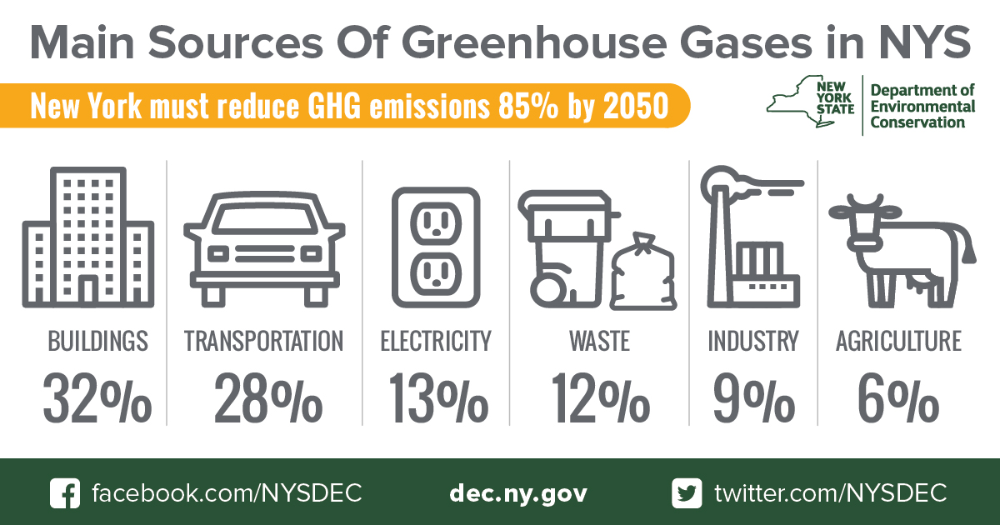 Main Sources Of Greenhouse Gases in NYS
New York must reduce GHG emissions 85% by 2050
NEW
YORK
STATE
Department of
Environmental
Conservation
BUILDINGS
32%
TRANSPORTATION
28%
ELECTRICITY
13%
WASTE
12%
INDUSTRY
9%
AGRICULTURE
6%
facebook.com/NYSDEC
dec.ny.gov
twitter.com/NYSDEC